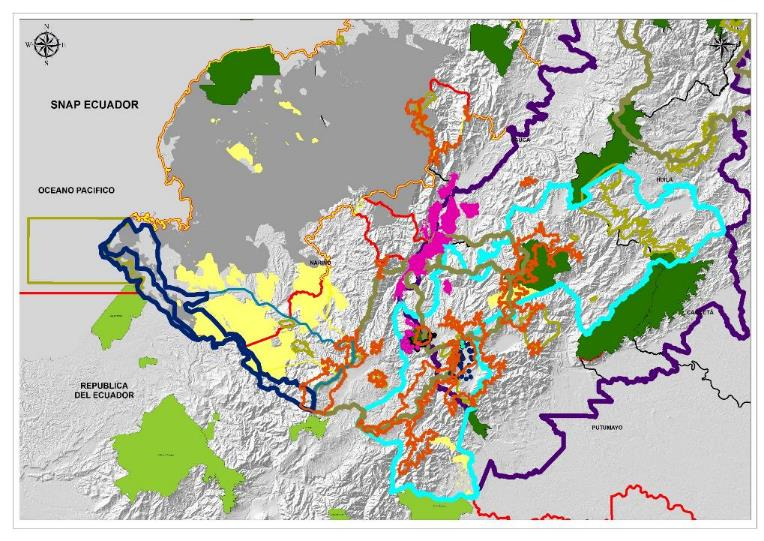 N
W
E
S
SNAP ECUADOR
OCEANO PACIFICO
HUILA
NARIÑO
CAQUETA
REPUBLICA
DEL ECUADOR
PUTUMAYO